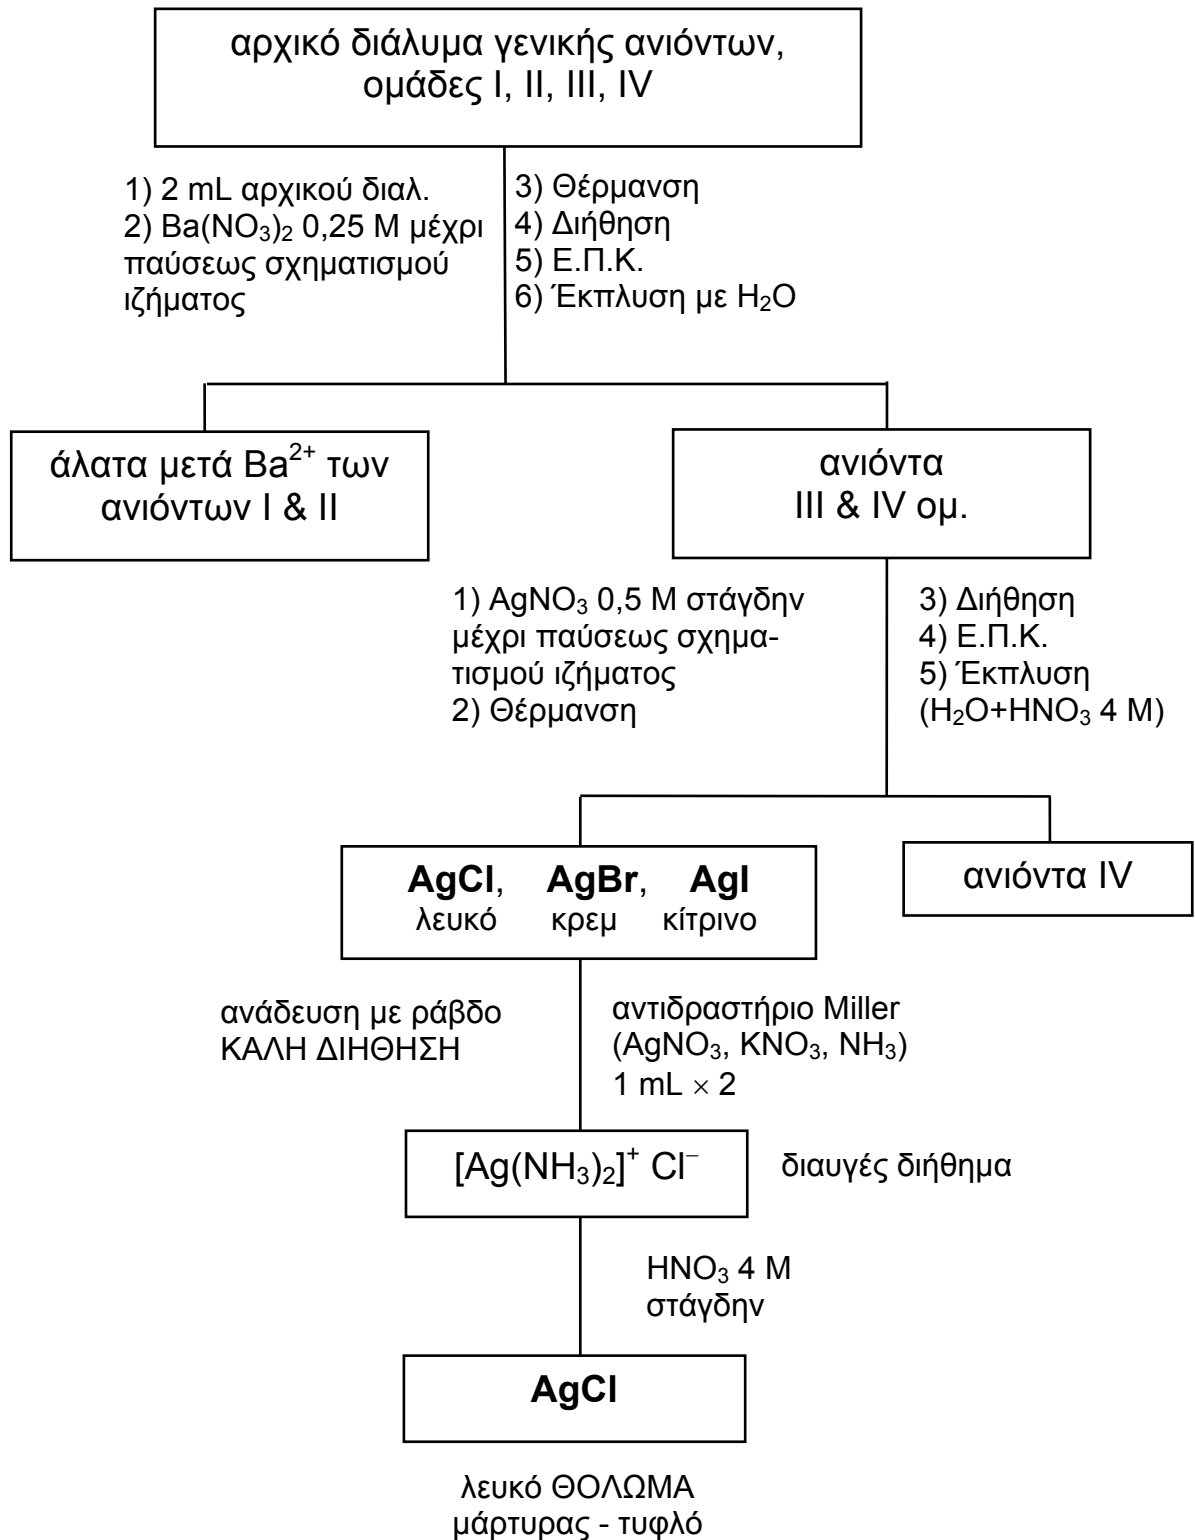 αρχικό διάλυμα γενικής ανιόντων,
ομάδες I, II, III, IV
1) 2 mL αρχικού διαλ.
2) Ba(NO₃)₂ 0,25 M μέχρι
παύσεως σχηματισμού
ιζήματος
3) Θέρμανση
4) Διήθηση
5) Ε.Π.Κ.
6) Έκπλυση με H₂O
άλατα μετά Ba²⁺ των
ανιόντων I & II
ανιόντα
III & IV ομ.
1) AgNO₃ 0,5 M στάγδην
μέχρι παύσεως σχημα-
τισμού ιζήματος
2) Θέρμανση
3) Διήθηση
4) Ε.Π.Κ.
5) Έκπλυση
(H₂O+HNO₃ 4 M)
AgCl, AgBr, AgI
λευκό κρεμ κίτρινο
ανιόντα IV
ανάδευση με ράβδο
ΚΑΛΗ ΔΙΗΘΗΣΗ
αντιδραστήριο Miller
(AgNO₃, KNO₃, NH₃)
1 mL × 2
[Ag(NH₃)₂]⁺ Cl⁻
διαυγές διήθημα
HNO₃ 4 M
στάγδην
AgCl
λευκό ΘΟΛΩΜΑ
μάρτυρας - τυφλό